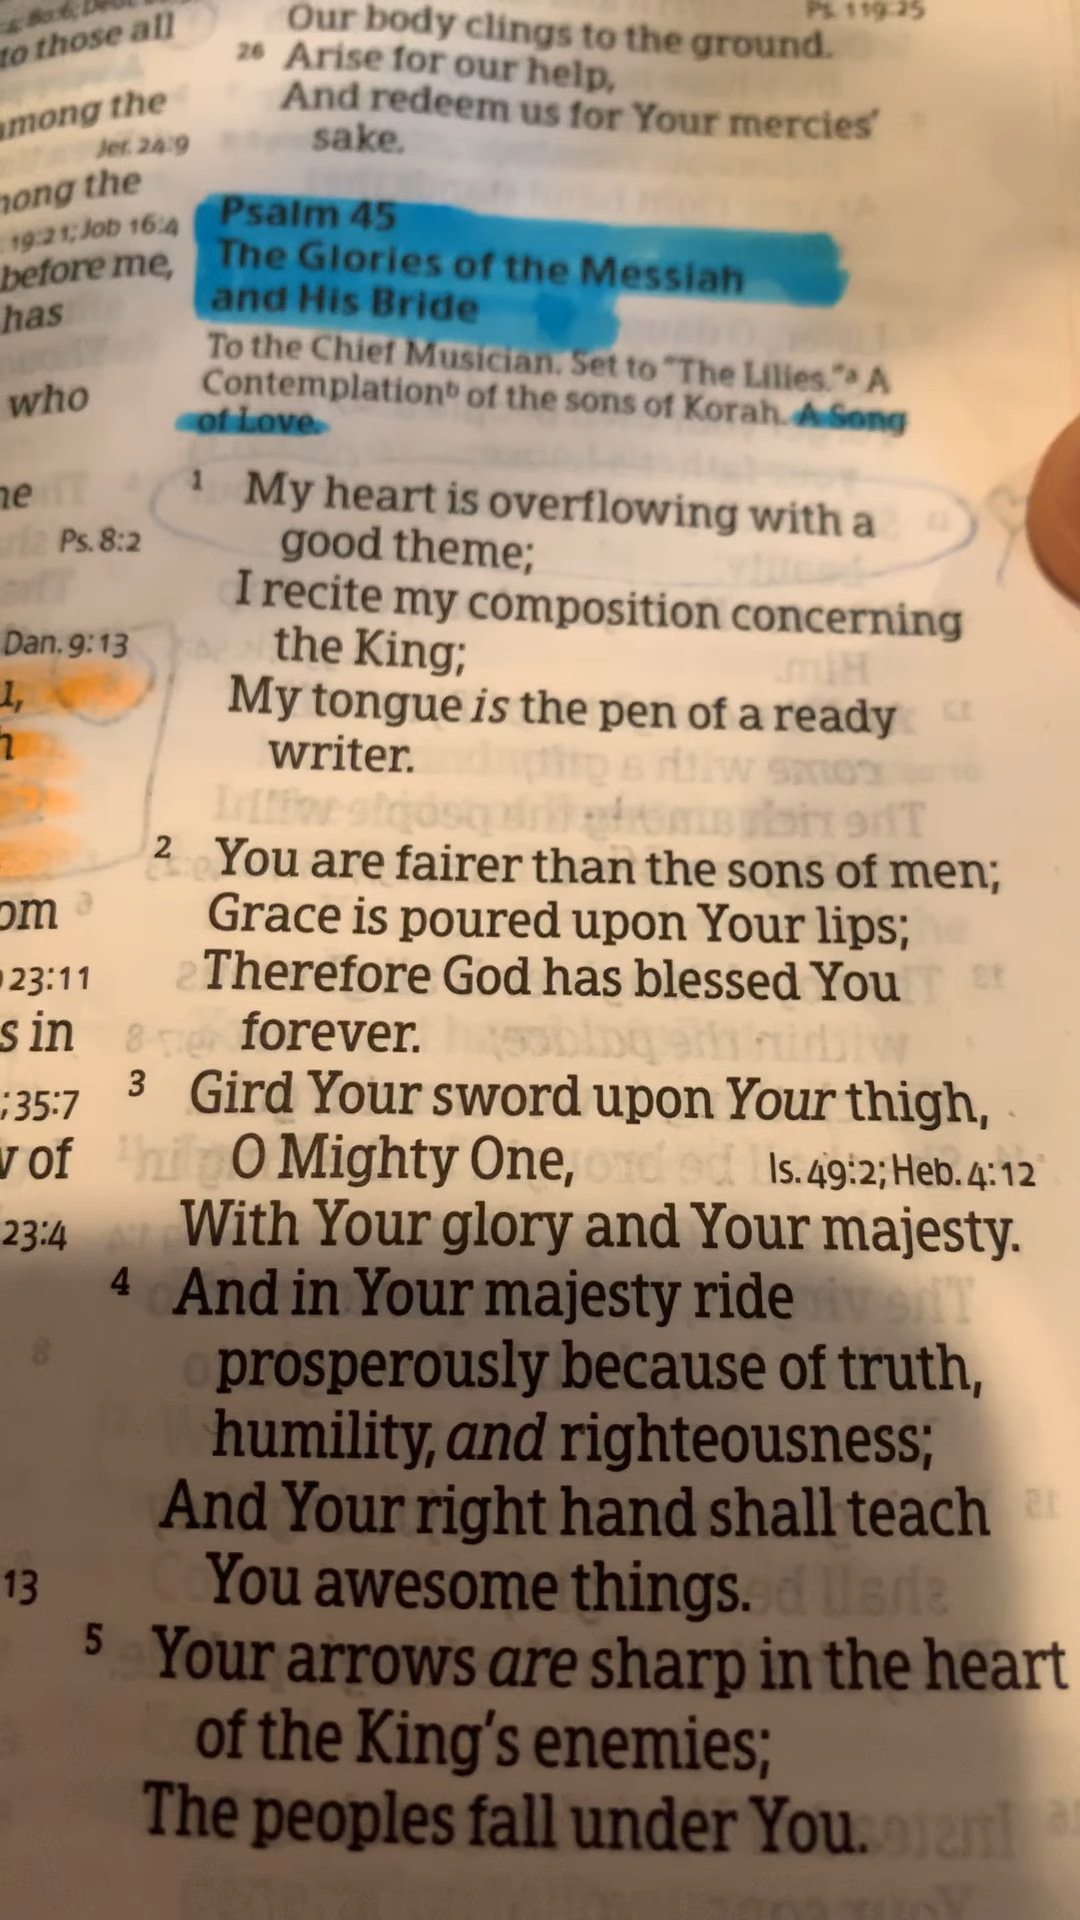 to those all
among the
Jer. 24:9
mong the
19:21; Job 16:4
before me,
has
who
Ps. 8:2
Dan. 9:13
23:11
s in
; 35:7
of
23:4
13
Ps. 119:25
Our body clings to the ground.
26 Arise for our help,
And redeem us for Your mercies'
sake.
Psalm 45
The Glories of the Messiah
and His Bride
To the Chief Musician. Set to "The Lilies."a A
Contemplationb of the sons of Korah. A Song
of Love.
1 My heart is overflowing with a
good theme;
I recite my composition concerning
the King;
My tongue is the pen of a ready
writer.
2 You are fairer than the sons of men;
Grace is poured upon Your lips;
Therefore God has blessed You
forever.
3 Gird Your sword upon Your thigh,
O Mighty One, Is. 49:2; Heb. 4:12
With Your glory and Your majesty.
4 And in Your majesty ride
prosperously because of truth,
humility, and righteousness;
And Your right hand shall teach
You awesome things.
5 Your arrows are sharp in the heart
of the King's enemies;
The peoples fall under You.